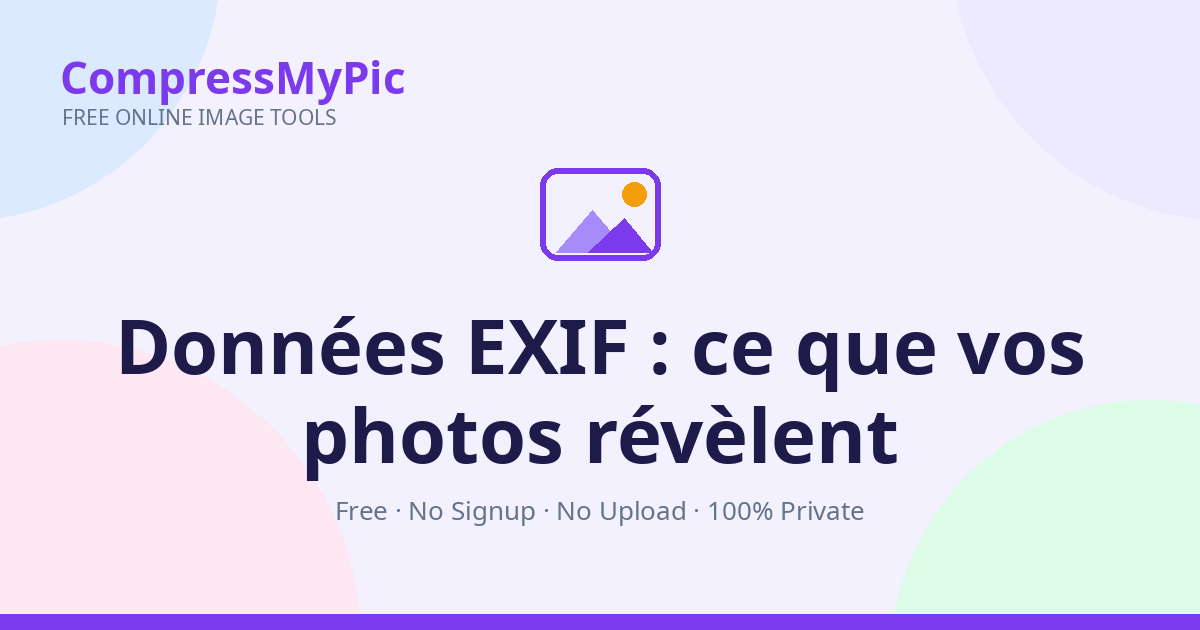 CompressMyPic
FREE ONLINE IMAGE TOOLS
Données EXIF : ce que vos
photos révèlent
Free · No Signup · No Upload · 100% Private